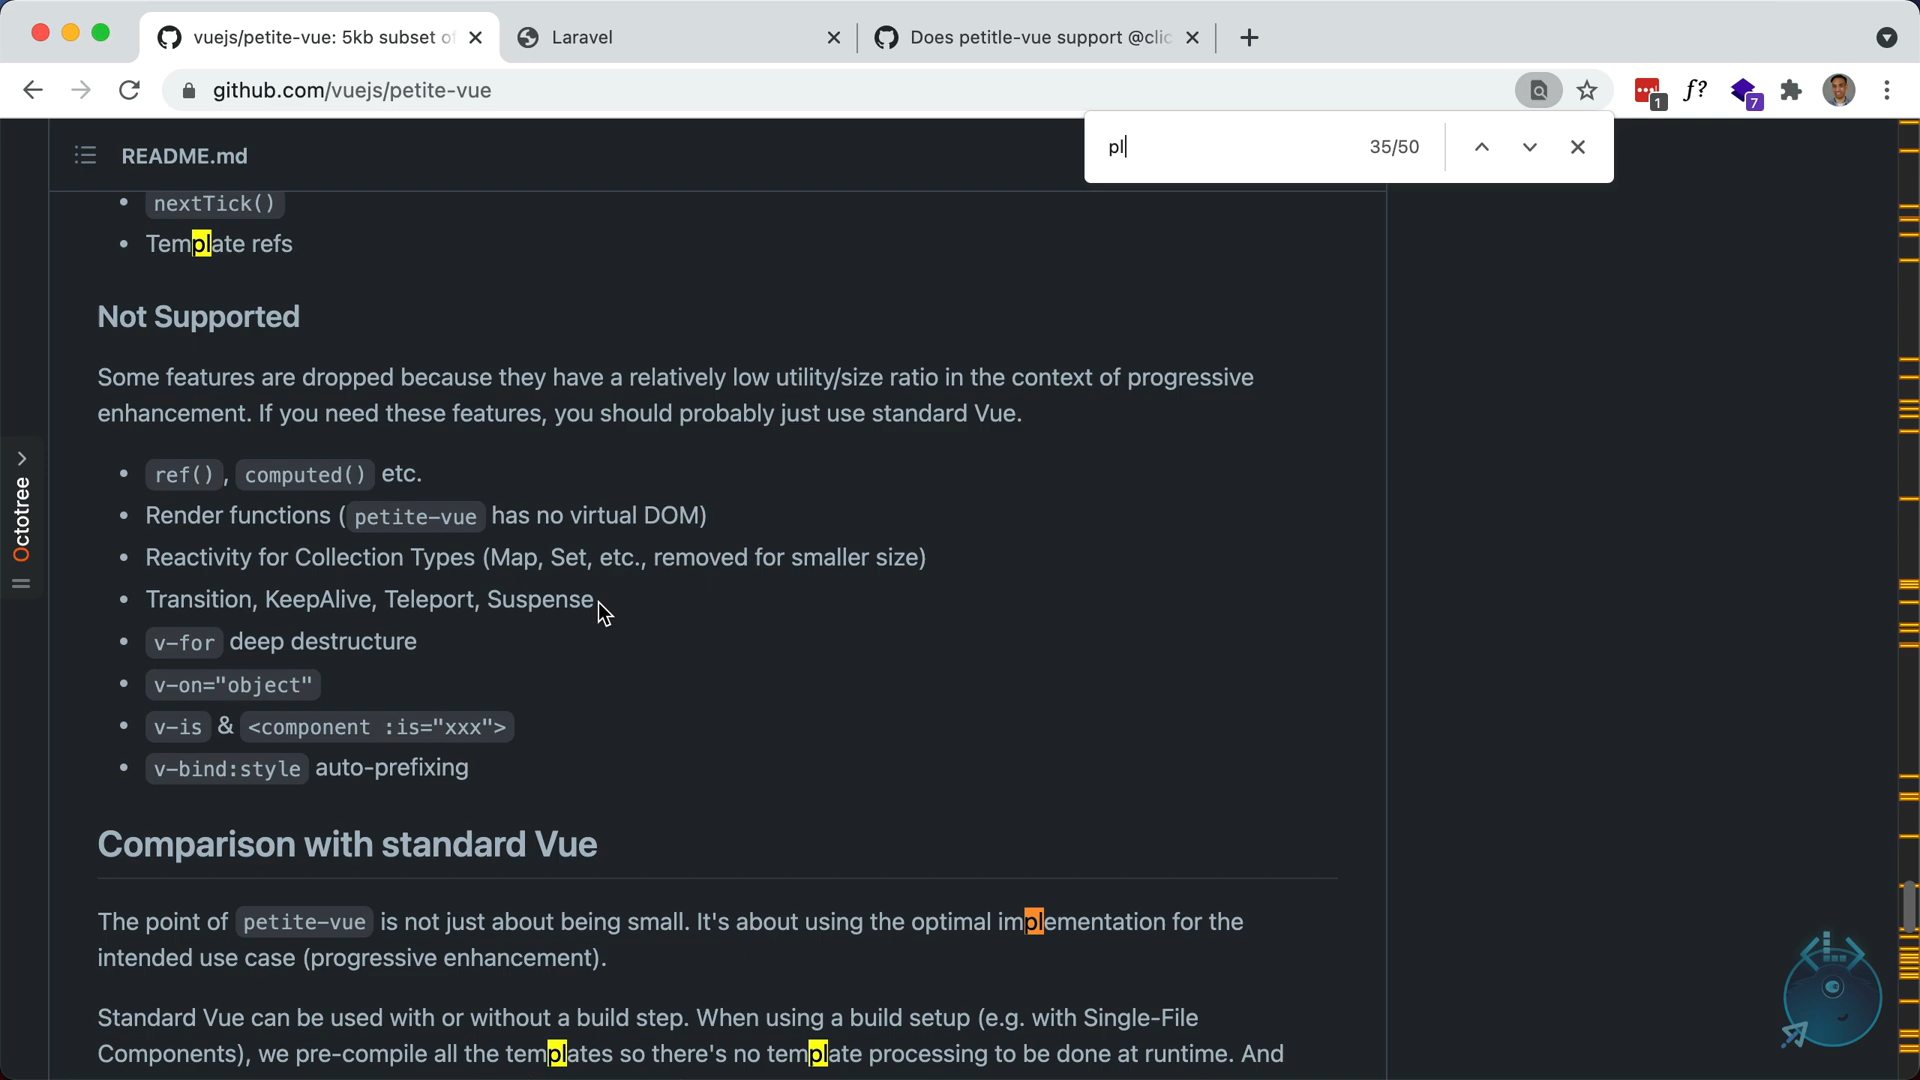 vuejs/petite-vue: 5kb subset of
Laravel
Does petitle-vue support @clic
github.com/vuejs/petite-vue
1
f?
7
pl
35/50
README.md
nextTick()
Template refs
Not Supported
Some features are dropped because they have a relatively low utility/size ratio in the context of progressive
enhancement. If you need these features, you should probably just use standard Vue.
ref(), computed() etc.
Render functions (petite-vue has no virtual DOM)
Reactivity for Collection Types (Map, Set, etc., removed for smaller size)
Transition, KeepAlive, Teleport, Suspense
v-for deep destructure
v-on="object"
v-is & <component :is="xxx">
v-bind:style auto-prefixing
Octotree
Comparison with standard Vue
The point of petite-vue is not just about being small. It's about using the optimal implementation for the
intended use case (progressive enhancement).
Standard Vue can be used with or without a build step. When using a build setup (e.g. with Single-File
Components), we pre-compile all the templates so there's no template processing to be done at runtime. And